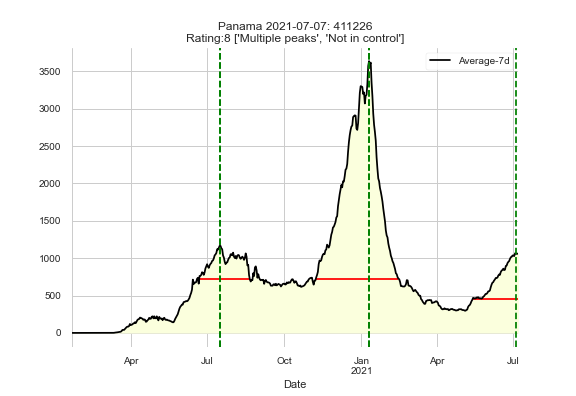 Panama 2021-07-07: 411226
Rating:8 ['Multiple peaks', 'Not in control']
Average-7d
3500
3000
2500
2000
1500
1000
500
0
Apr Jul Oct Jan Apr Jul
2021
Date